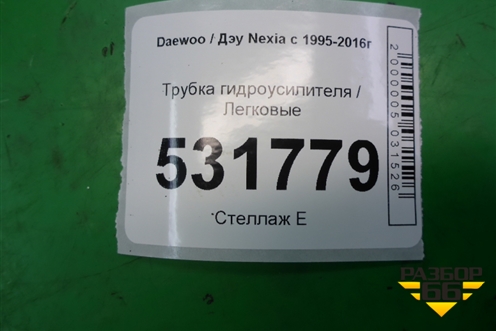 Daewoo / Дэу Nexia с 1995-2016г
Трубка гидроусилителя /
Легковые
531779
Стеллаж Е
2000005031526
РАЗБОР
66